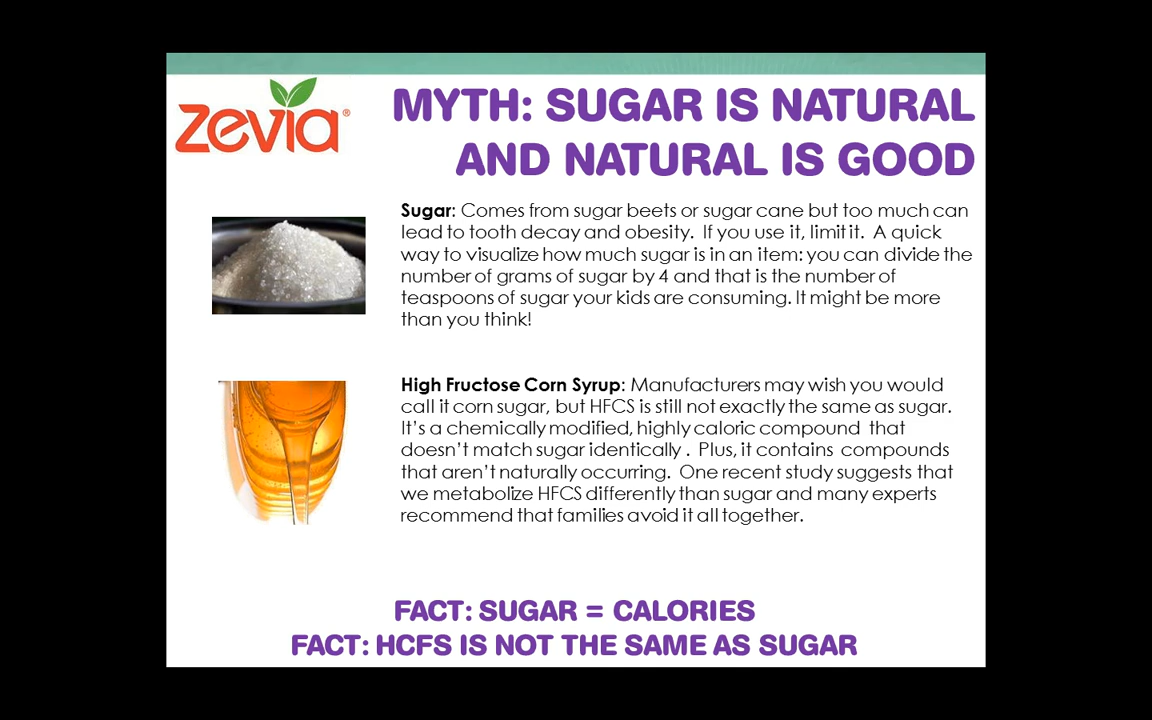 zevia®
MYTH: SUGAR IS NATURAL
AND NATURAL IS GOOD
Sugar: Comes from sugar beets or sugar cane but too much can
lead to tooth decay and obesity. If you use it, limit it. A quick
way to visualize how much sugar is in an item: you can divide the
number of grams of sugar by 4 and that is the number of
teaspoons of sugar your kids are consuming. It might be more
than you think!
High Fructose Corn Syrup: Manufacturers may wish you would
call it corn sugar, but HFCS is still not exactly the same as sugar.
It's a chemically modified, highly caloric compound that
doesn't match sugar identically . Plus, it contains compounds
that aren't naturally occurring. One recent study suggests that
we metabolize HFCS differently than sugar and many experts
recommend that families avoid it all together.
FACT: SUGAR = CALORIES
FACT: HCFS IS NOT THE SAME AS SUGAR